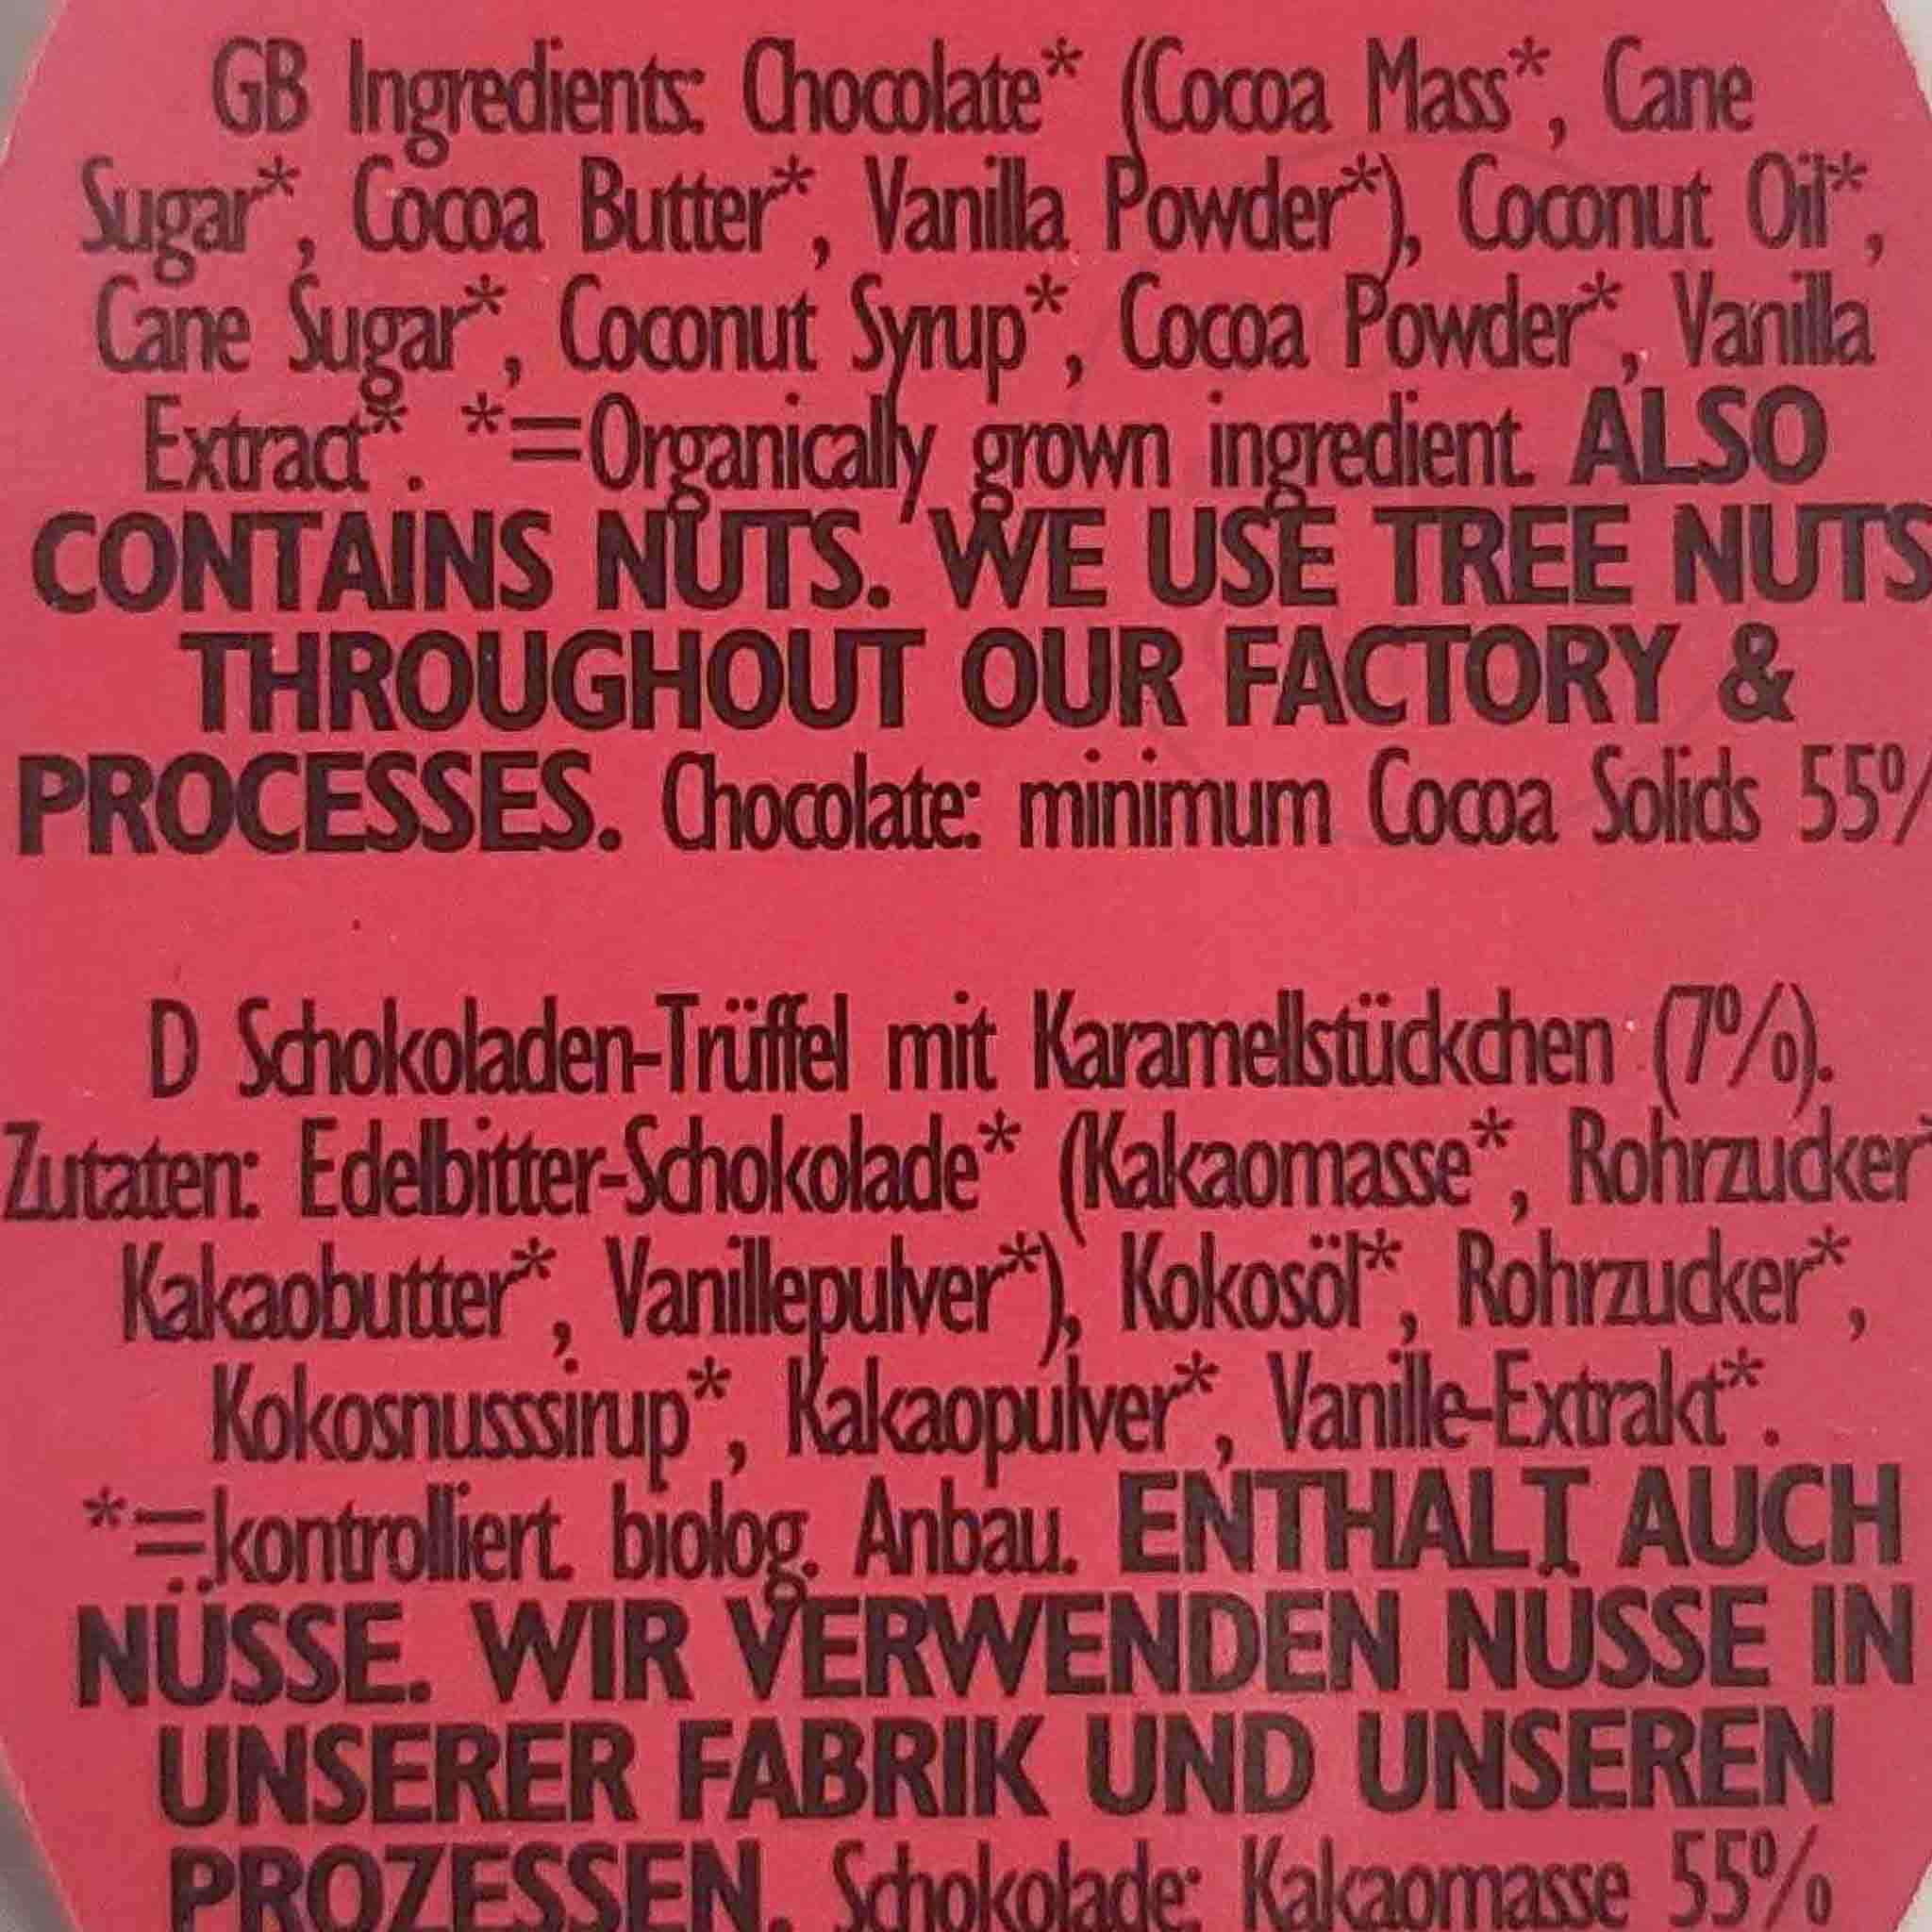 GB Ingredients: Chocolate* (Cocoa Mass*, Cane
Sugar*, Cocoa Butter*, Vanilla Powder*), Coconut Oil*,
Cane Sugar*, Coconut Syrup*, Cocoa Powder*, Vanilla
Extract*. *=Organically grown ingredient. ALSO
CONTAINS NUTS. WE USE TREE NUTS
THROUGHOUT OUR FACTORY &
PROCESSES. Chocolate: minimum Cocoa Solids 55%
D Schokoladen-Trüffel mit Karamellstückchen (7%).
Zutaten: Edelbitter-Schokolade* (Kakaomasse*, Rohrzucker*
Kakaobutter*, Vanillepulver*), Kokosöl*, Rohrzucker*,
Kokosnusssirup*, Kakaopulver*, Vanille-Extrakt*.
*=kontrolliert. biolog. Anbau. ENTHALT AUCH
NÜSSE. WIR VERWENDEN NÜSSE IN
UNSERER FABRIK UND UNSEREN
PROZESSEN. Schokolade: Kakaomasse 55%